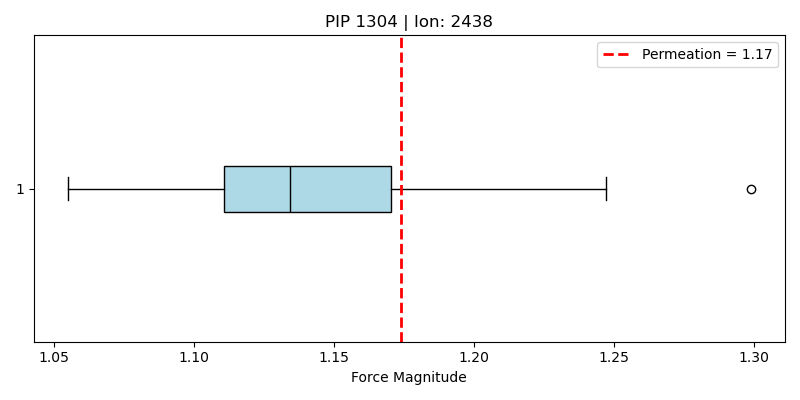 PIP 1304 | Ion: 2438
Permeation = 1.17
1
1.05 1.10 1.15 1.20 1.25 1.30
Force Magnitude